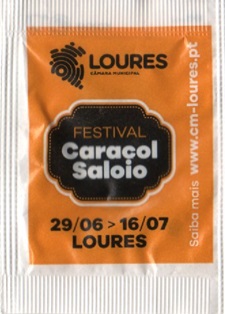 LOURES
CÂMARA MUNICIPAL
FESTIVAL
Caracol
Saloio
29/06 > 16/07
LOURES
Saiba mais www.cm-loures.pt